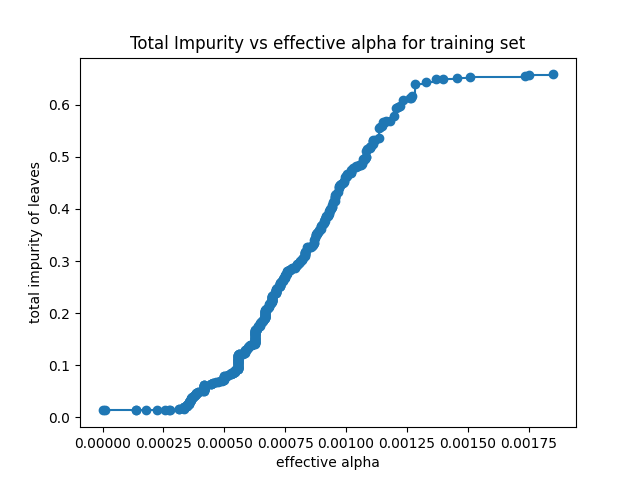 Total Impurity vs effective alpha for training set
total impurity of leaves
0.6
0.5
0.4
0.3
0.2
0.1
0.0
0.00000 0.00025 0.00050 0.00075 0.00100 0.00125 0.00150 0.00175
effective alpha